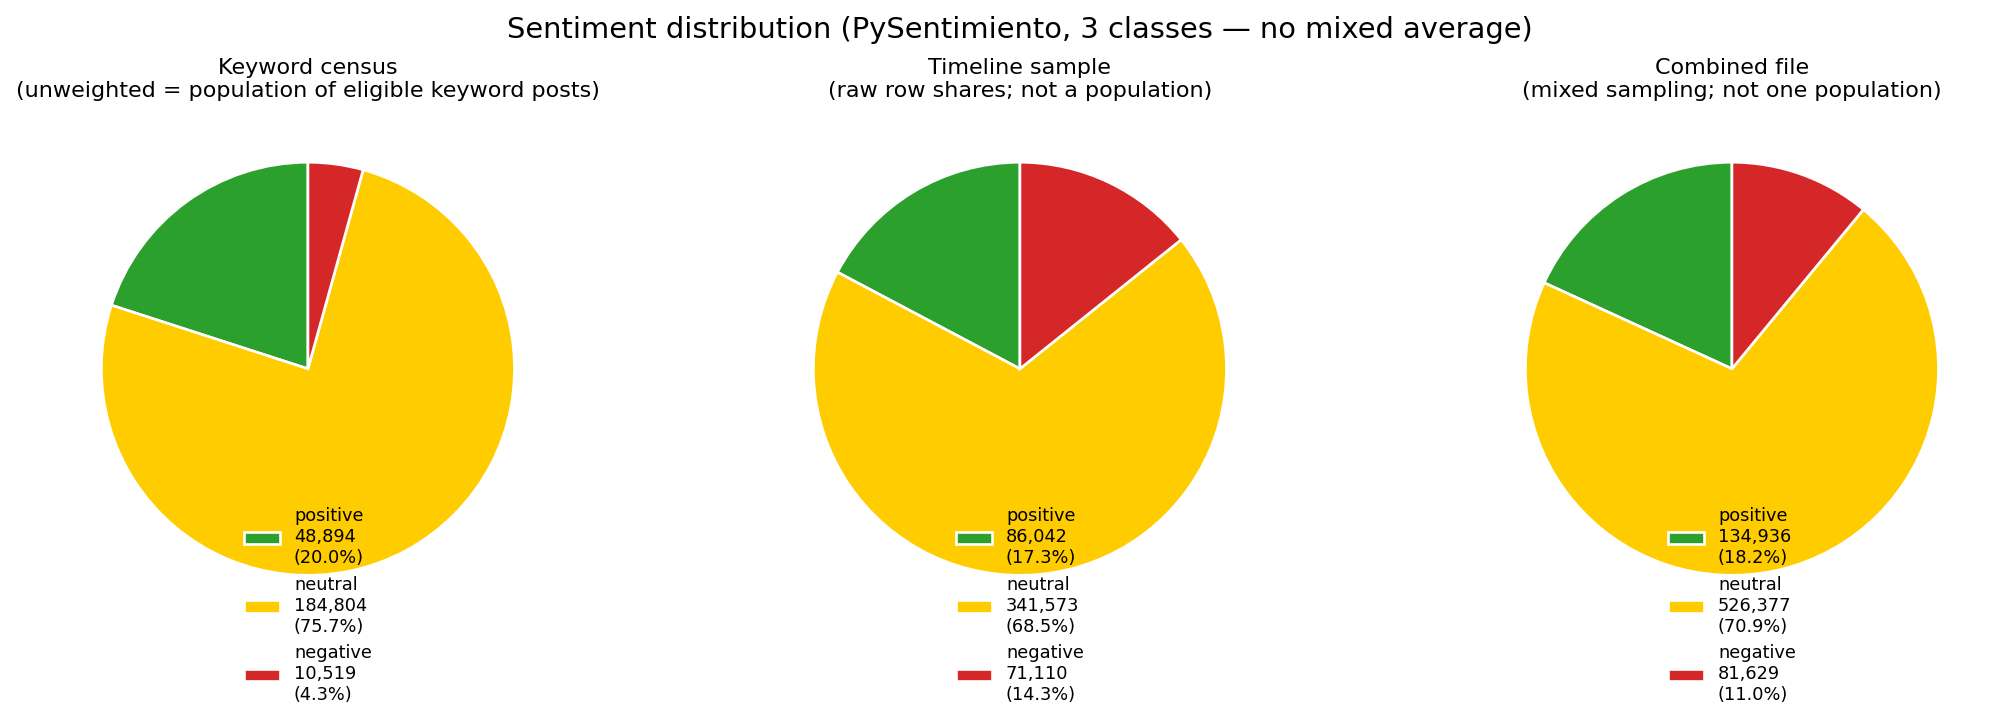 Sentiment distribution (PySentimiento, 3 classes — no mixed average)
Keyword census
(unweighted = population of eligible keyword posts)
positive
48,894
(20.0%)
neutral
184,804
(75.7%)
negative
10,519
(4.3%)
Timeline sample
(raw row shares; not a population)
positive
86,042
(17.3%)
neutral
341,573
(68.5%)
negative
71,110
(14.3%)
Combined file
(mixed sampling; not one population)
positive
134,936
(18.2%)
neutral
526,377
(70.9%)
negative
81,629
(11.0%)